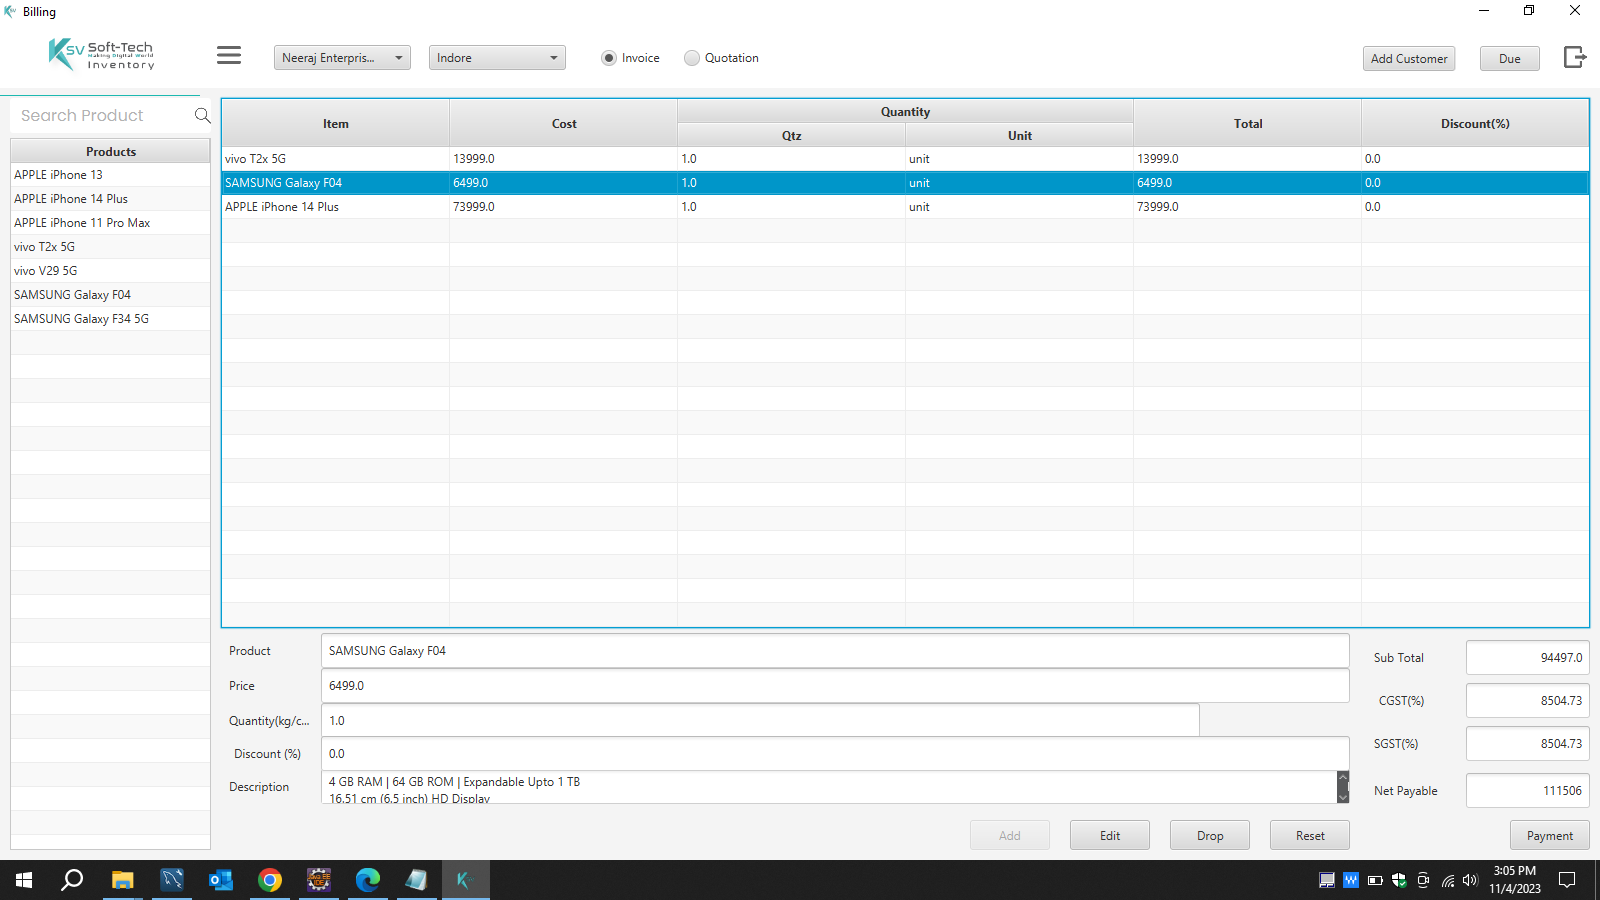 Billing
KSV Soft-Tech
Making Digital World
Inventory
Neeraj Enterpris...
Indore
Invoice
Quotation
Add Customer
Due
Search Product
Products
APPLE iPhone 13
APPLE iPhone 14 Plus
APPLE iPhone 11 Pro Max
vivo T2x 5G
vivo V29 5G
SAMSUNG Galaxy F04
SAMSUNG Galaxy F34 5G
Item Cost Quantity Total Discount(%)
Qtz Unit
vivo T2x 5G 13999.0 1.0 unit 13999.0 0.0
SAMSUNG Galaxy F04 6499.0 1.0 unit 6499.0 0.0
APPLE iPhone 14 Plus 73999.0 1.0 unit 73999.0 0.0
Product SAMSUNG Galaxy F04
Price 6499.0
Quantity(kg/c... 1.0
Discount (%) 0.0
Description 4 GB RAM | 64 GB ROM | Expandable Upto 1 TB
16.51 cm (6.5 inch) HD Display
Sub Total 94497.0
CGST(%) 8504.73
SGST(%) 8504.73
Net Payable 111506
Add
Edit
Drop
Reset
Payment
3:05 PM
11/4/2023